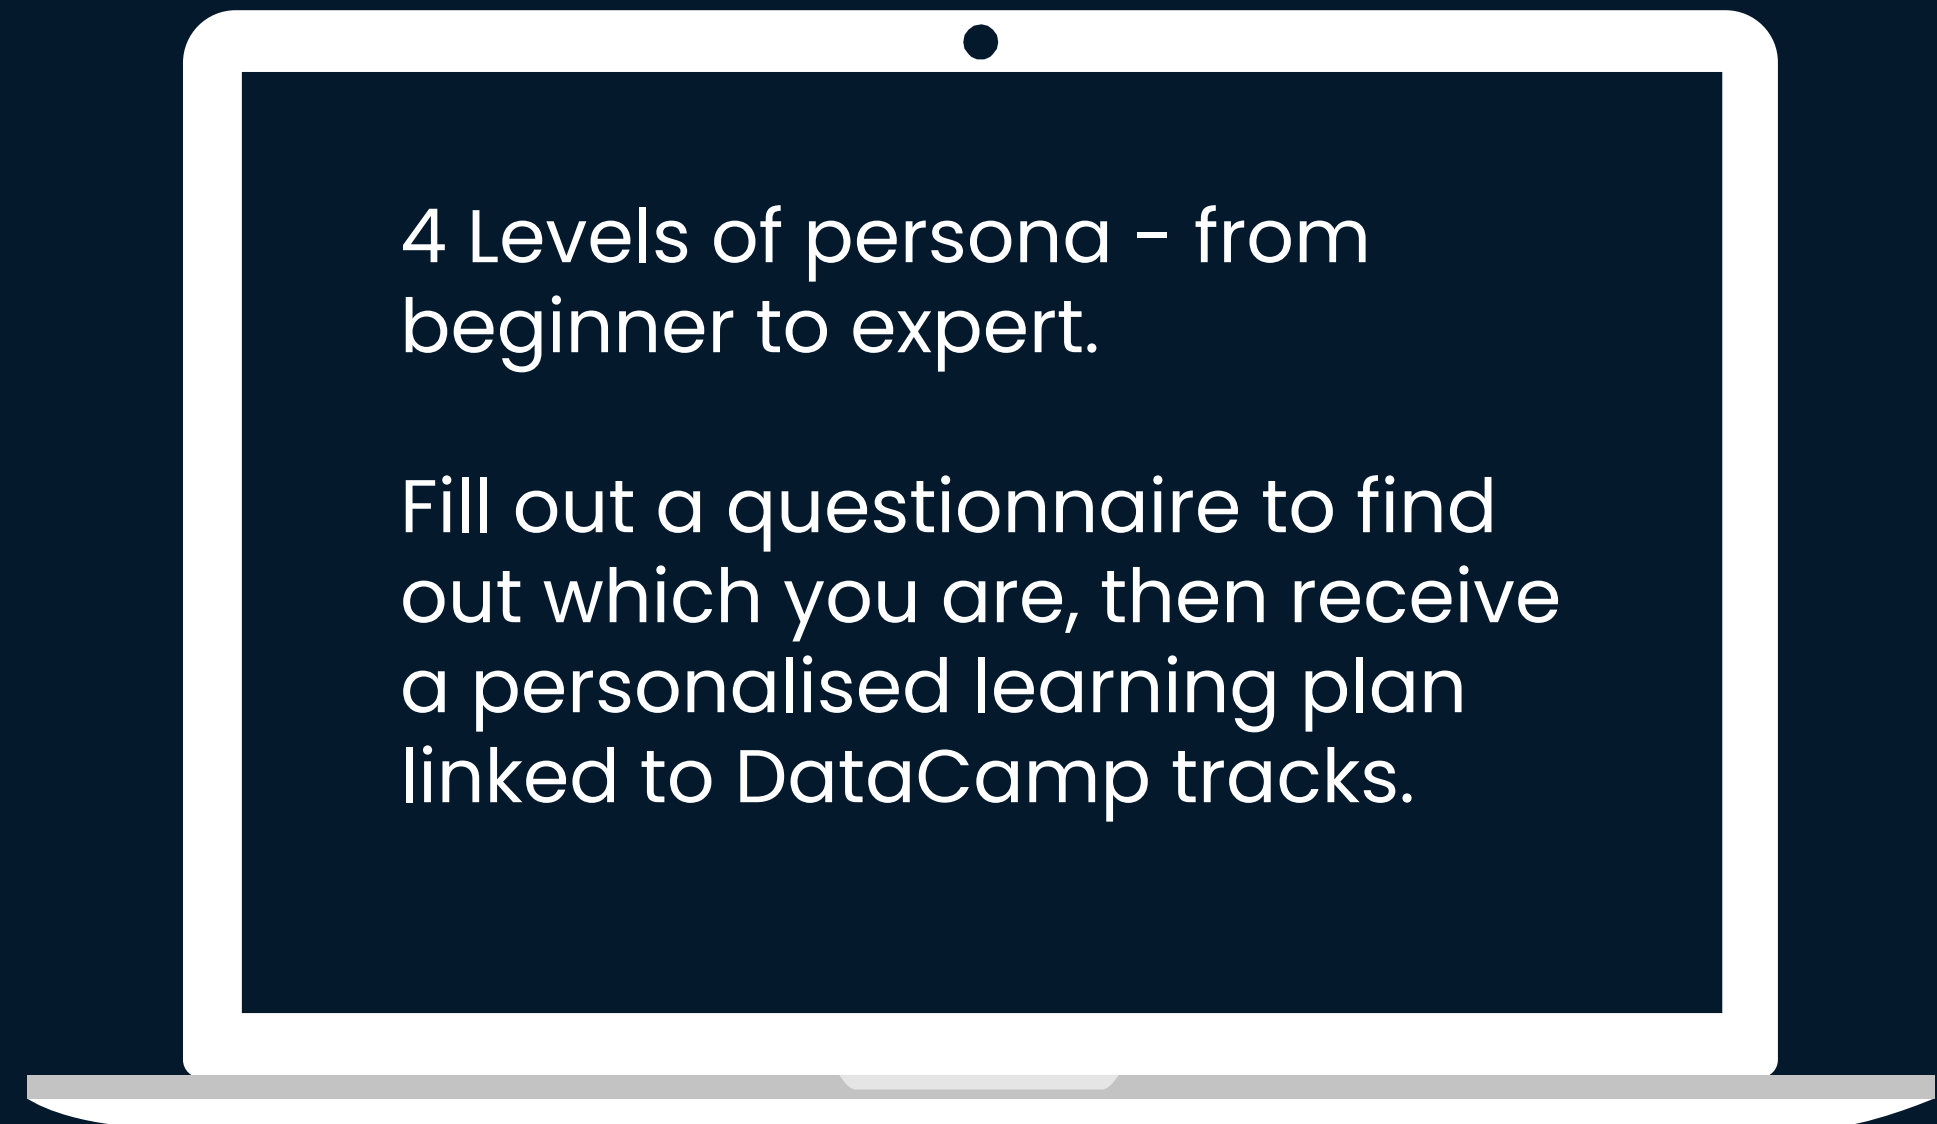 4 Levels of persona - from
beginner to expert.
Fill out a questionnaire to find
out which you are, then receive
a personalised learning plan
linked to DataCamp tracks.